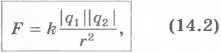 F = k |q₁||q₂| / r², (14.2)